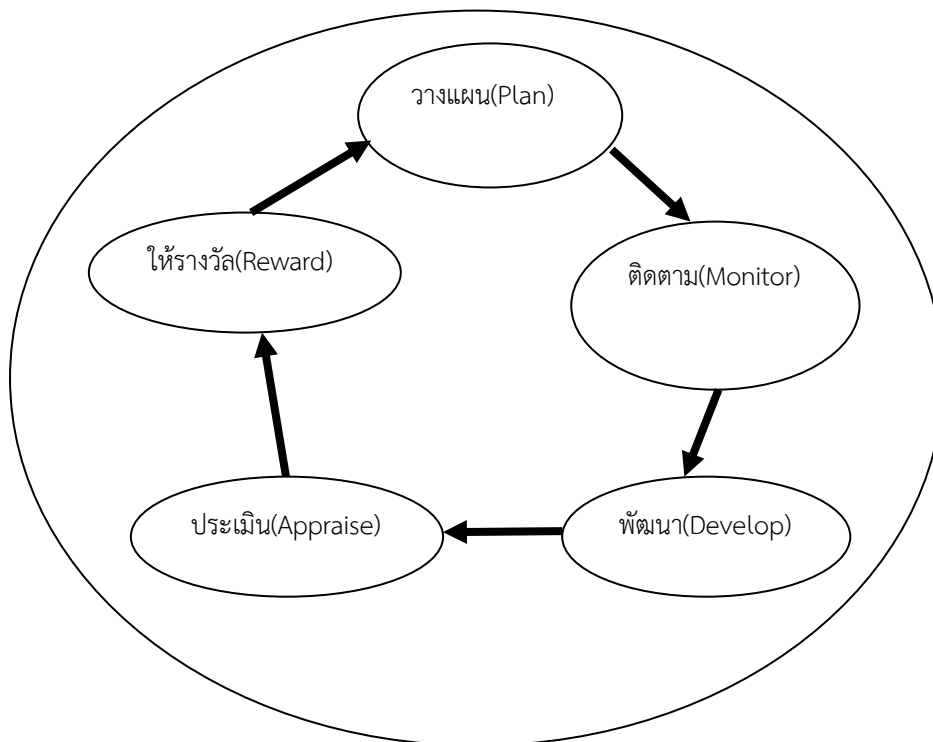 วางแผน(Plan)
ติดตาม(Monitor)
พัฒนา(Develop)
ประเมิน(Appraise)
ให้รางวัล(Reward)